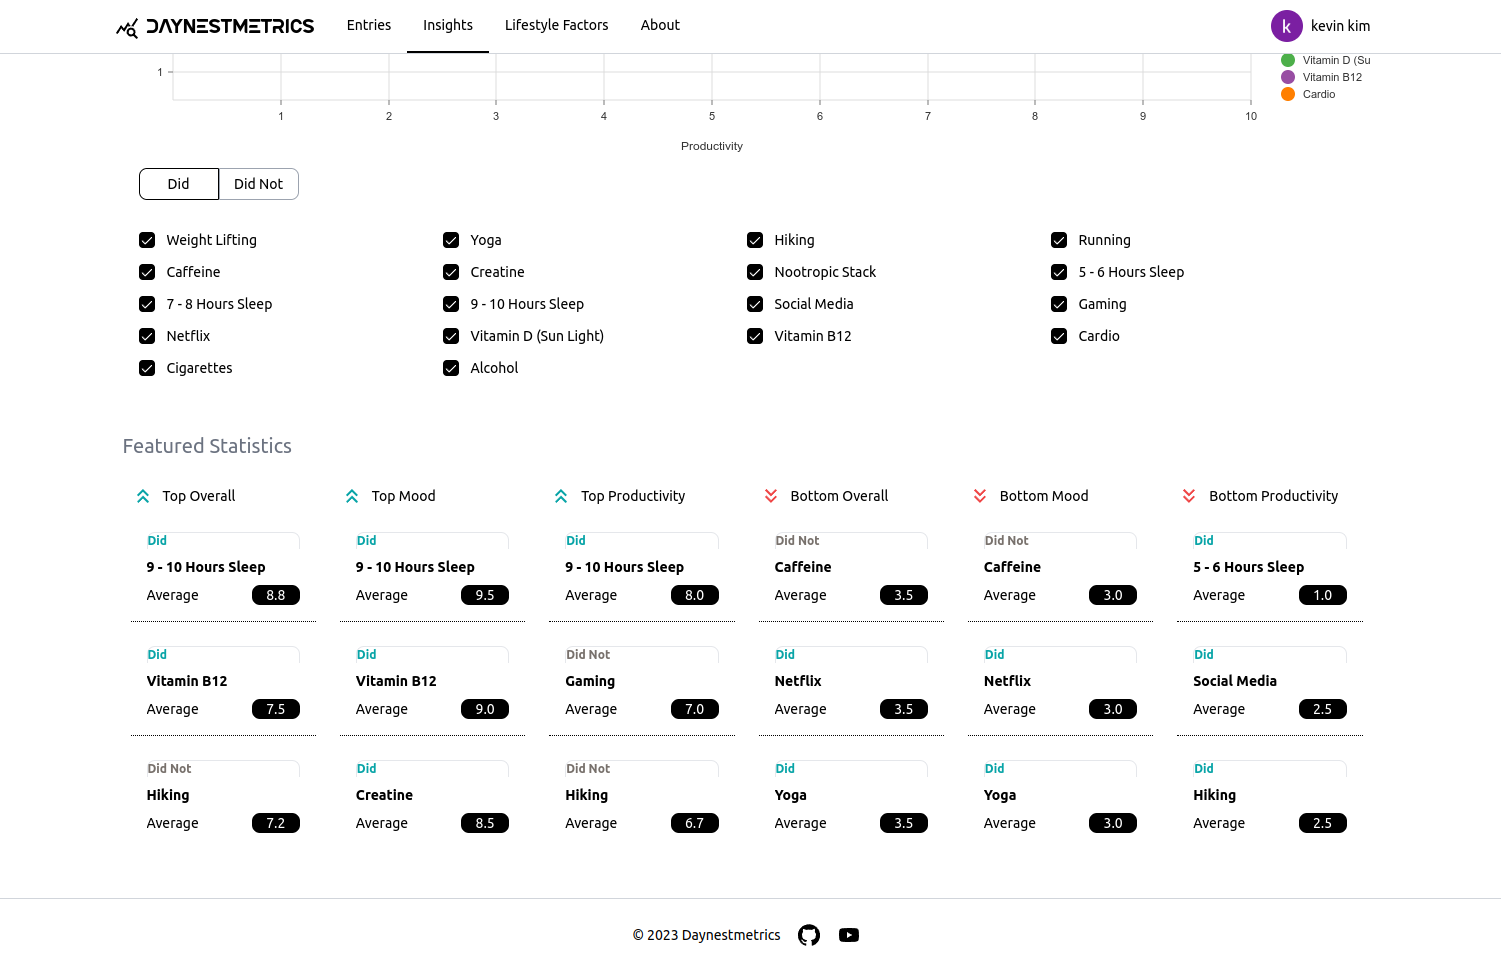 DAYNESTMETRICS Entries Insights Lifestyle Factors About k kevin kim
Vitamin D (Su
1
Vitamin B12
Cardio
1 2 3 4 5 6 7 8 9 10
Productivity
Did Did Not
Weight Lifting Yoga Hiking Running
Caffeine Creatine Nootropic Stack 5 - 6 Hours Sleep
7 - 8 Hours Sleep 9 - 10 Hours Sleep Social Media Gaming
Netflix Vitamin D (Sun Light) Vitamin B12 Cardio
Cigarettes Alcohol
Featured Statistics
Top Overall Top Mood Top Productivity Bottom Overall Bottom Mood Bottom Productivity
Did Did Did Did Not Did Not Did
9 - 10 Hours Sleep 9 - 10 Hours Sleep 9 - 10 Hours Sleep Caffeine Caffeine 5 - 6 Hours Sleep
Average 8.8 Average 9.5 Average 8.0 Average 3.5 Average 3.0 Average 1.0
Did Did Did Not Did Did Did
Vitamin B12 Vitamin B12 Gaming Netflix Netflix Social Media
Average 7.5 Average 9.0 Average 7.0 Average 3.5 Average 3.0 Average 2.5
Did Not Did Did Not Did Did Did
Hiking Creatine Hiking Yoga Yoga Hiking
Average 7.2 Average 8.5 Average 6.7 Average 3.5 Average 3.0 Average 2.5
© 2023 Daynestmetrics